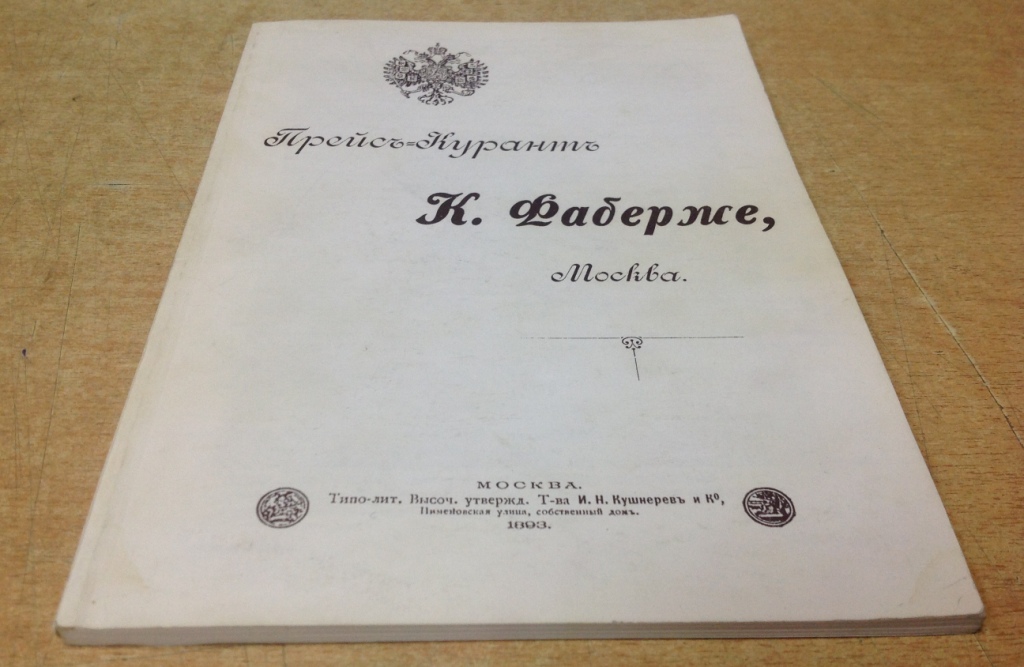 Прейсъ=Курантъ
К. Фаберже,
Москва.
МОСКВА.
Типо-лит. Высоч. утвержд. Т-ва И. Н. Кушнеревъ и Ко,
Пименовская улица, собственный домъ.
1893.